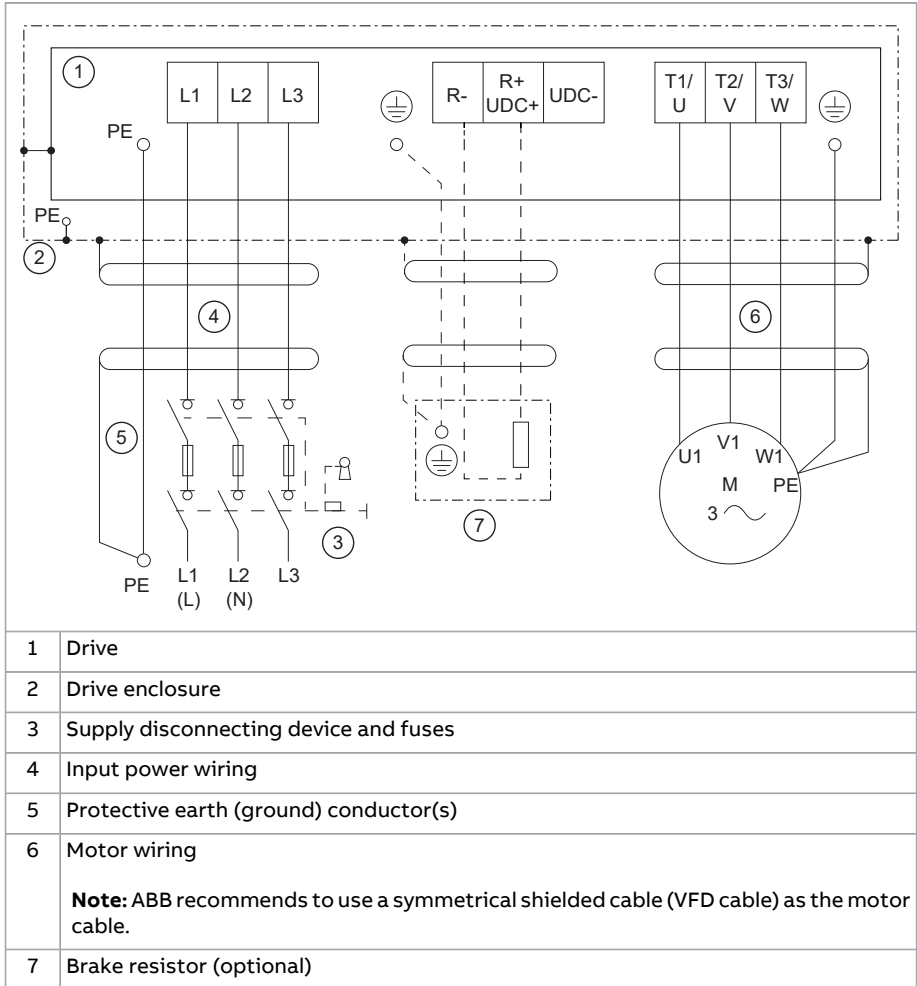 1
L1 L2 L3
R- R+ UDC+ UDC-
T1/ U T2/ V T3/ W
PE
PE
2
4
6
5
U1 V1 W1
M PE
3
3
7
PE
L1 (L) L2 (N) L3
1 Drive
2 Drive enclosure
3 Supply disconnecting device and fuses
4 Input power wiring
5 Protective earth (ground) conductor(s)
6 Motor wiring
Note: ABB recommends to use a symmetrical shielded cable (VFD cable) as the motor
cable.
7 Brake resistor (optional)